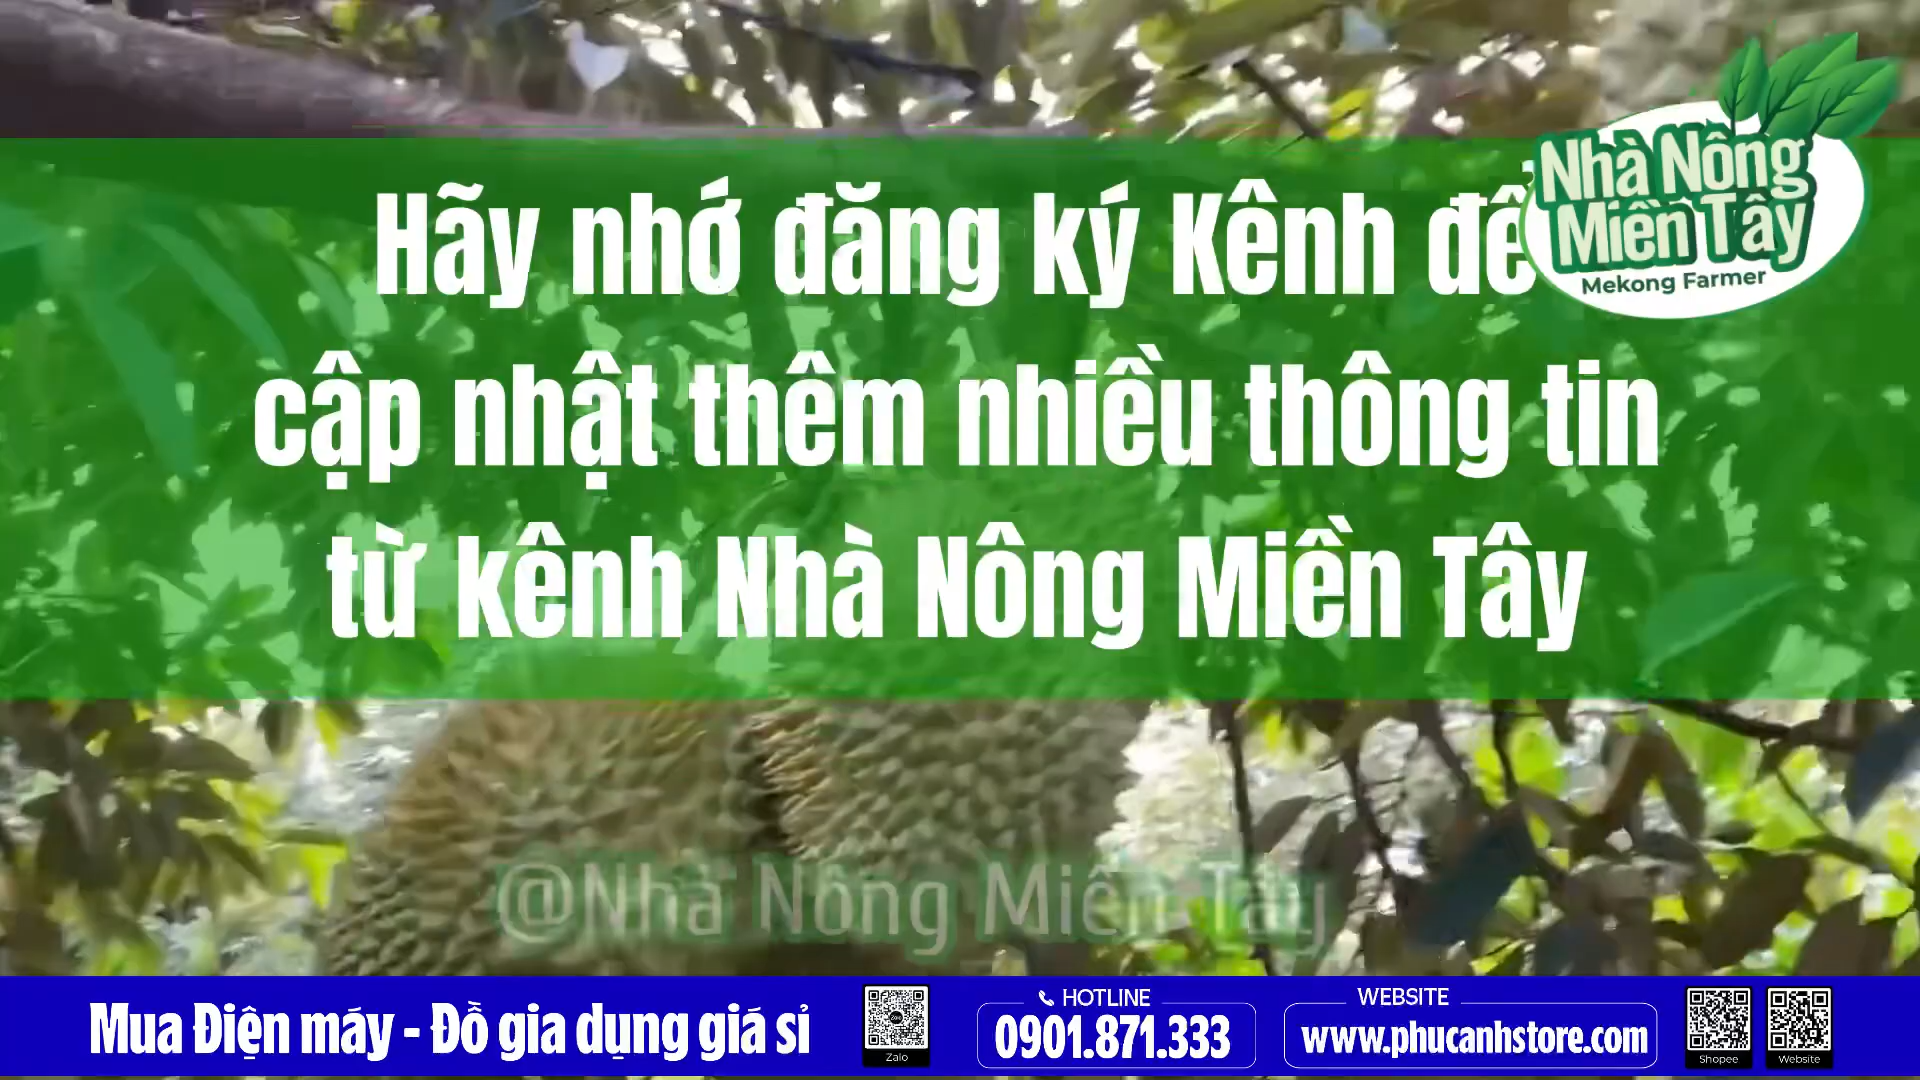 Hãy nhớ đăng ký Kênh để
cập nhật thêm nhiều thông tin
từ kênh Nhà Nông Miền Tây
Nhà Nông
Miền Tây
Mekong Farmer
@Nhà Nông Miền Tây
Mua Điện máy - Đồ gia dụng giá sỉ
Zalo
HOTLINE
0901.871.333
WEBSITE
www.phucanhstore.com
Shopee
Website